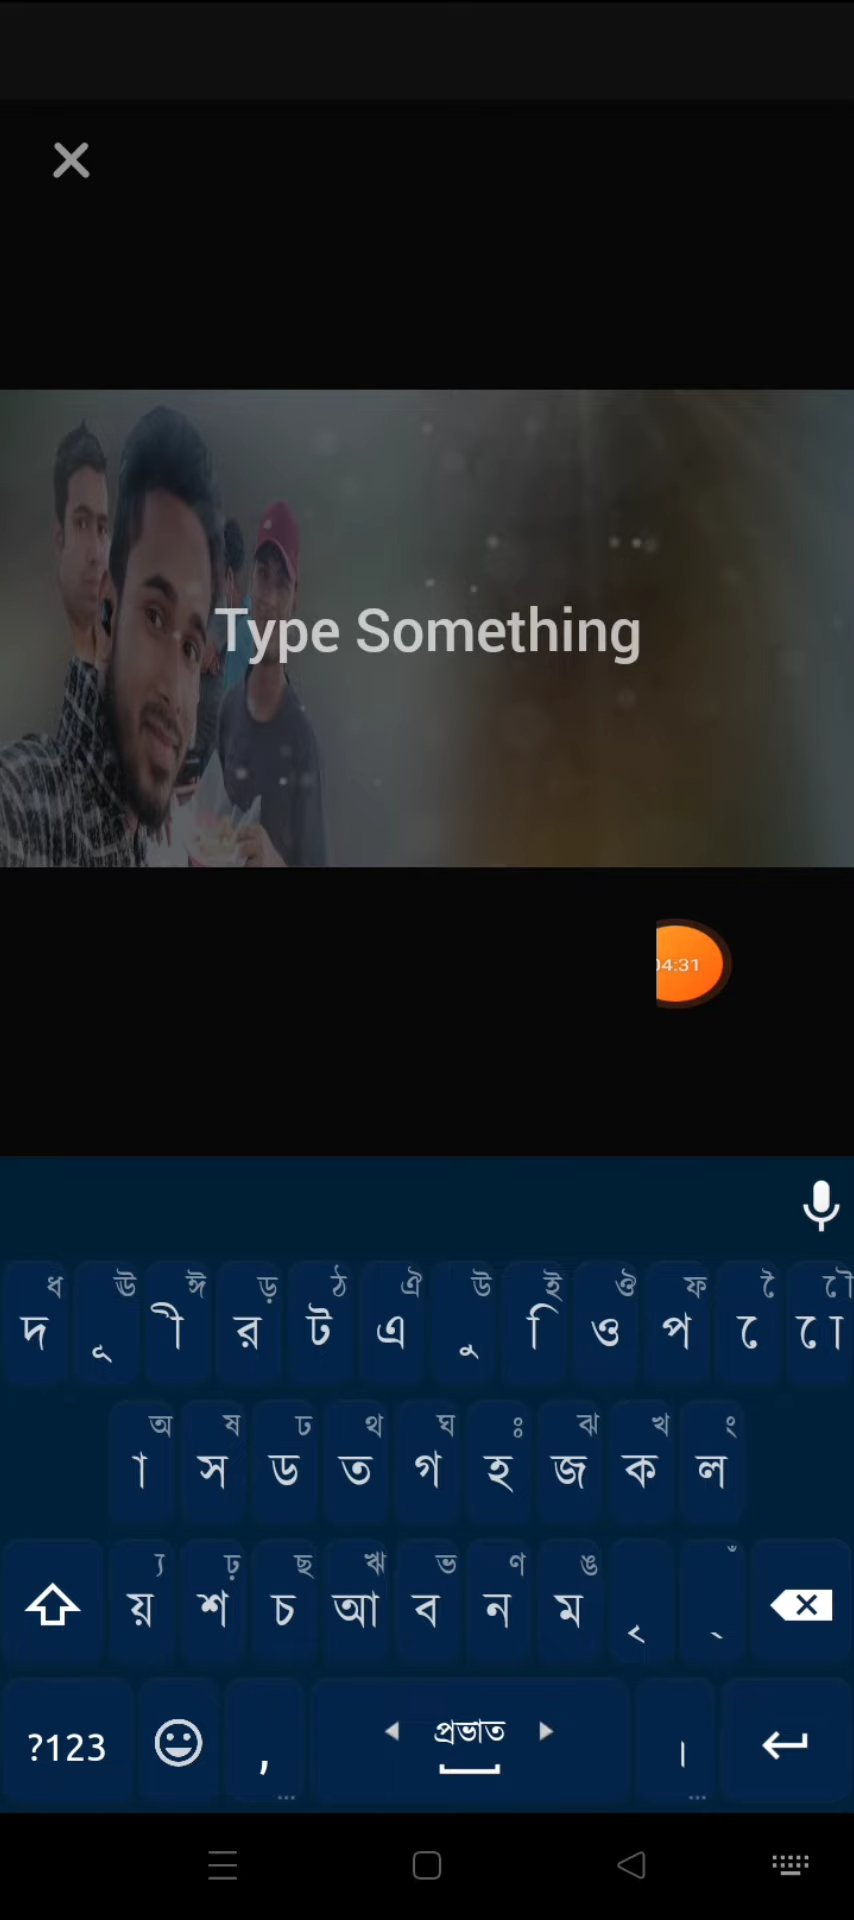 Type Something
04:31
ধ ঊ ঈ ড় ঠ ঐ উ ই ঔ ফ ৈ ৌ
দ ূ ী র ট এ ু ি ও প ে ো
অ ষ ঢ থ ঘ ঃ ঝ খ ং
া স ড ত গ হ জ ক ল
্য ঢ় ছ ঋ ভ ণ ঙ ঁ
য় শ চ আ ব ন ম ৃ ্
?123 , প্রভাত ।